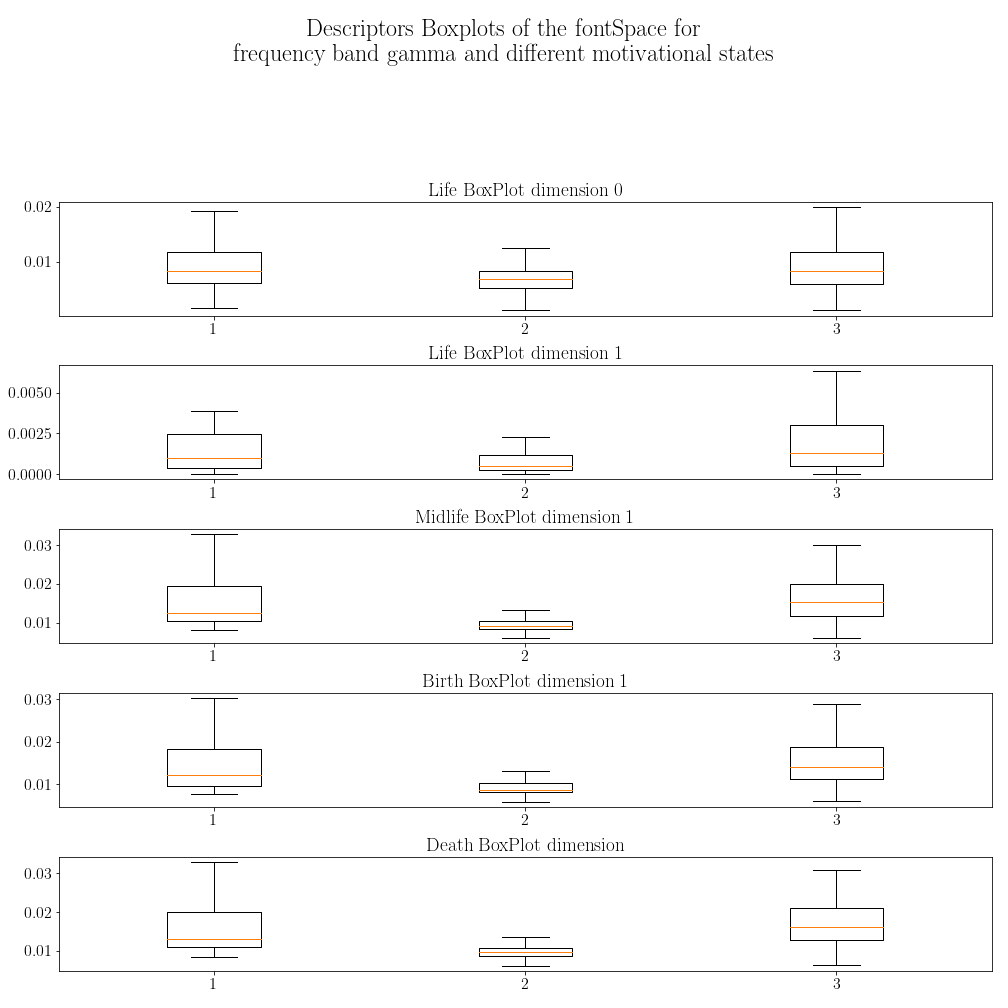 Descriptors Boxplots of the fontSpace for
frequency band gamma and different motivational states
Life BoxPlot dimension 0
0.02
0.01
1 2 3
Life BoxPlot dimension 1
0.0050
0.0025
0.0000
1 2 3
Midlife BoxPlot dimension 1
0.03
0.02
0.01
1 2 3
Birth BoxPlot dimension 1
0.03
0.02
0.01
1 2 3
Death BoxPlot dimension
0.03
0.02
0.01
1 2 3